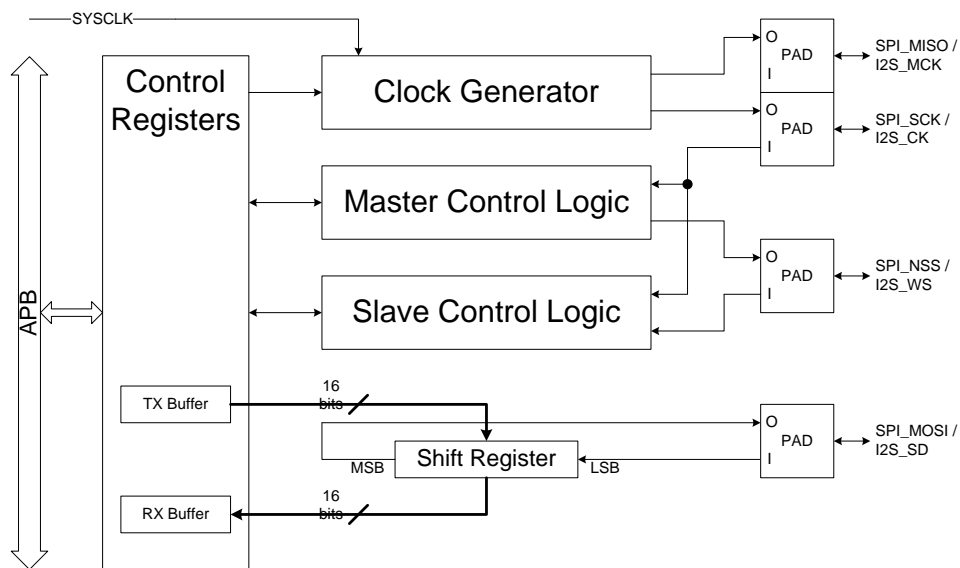 SYSCLK
Control
Registers
Clock Generator
O
PAD
I
SPI_MISO /
I2S_MCK
O
PAD
I
SPI_SCK /
I2S_CK
Master Control Logic
O
PAD
I
SPI_NSS /
I2S_WS
Slave Control Logic
APB
TX Buffer
16
bits
O
PAD
I
SPI_MOSI /
I2S_SD
MSB
Shift Register
LSB
RX Buffer
16
bits